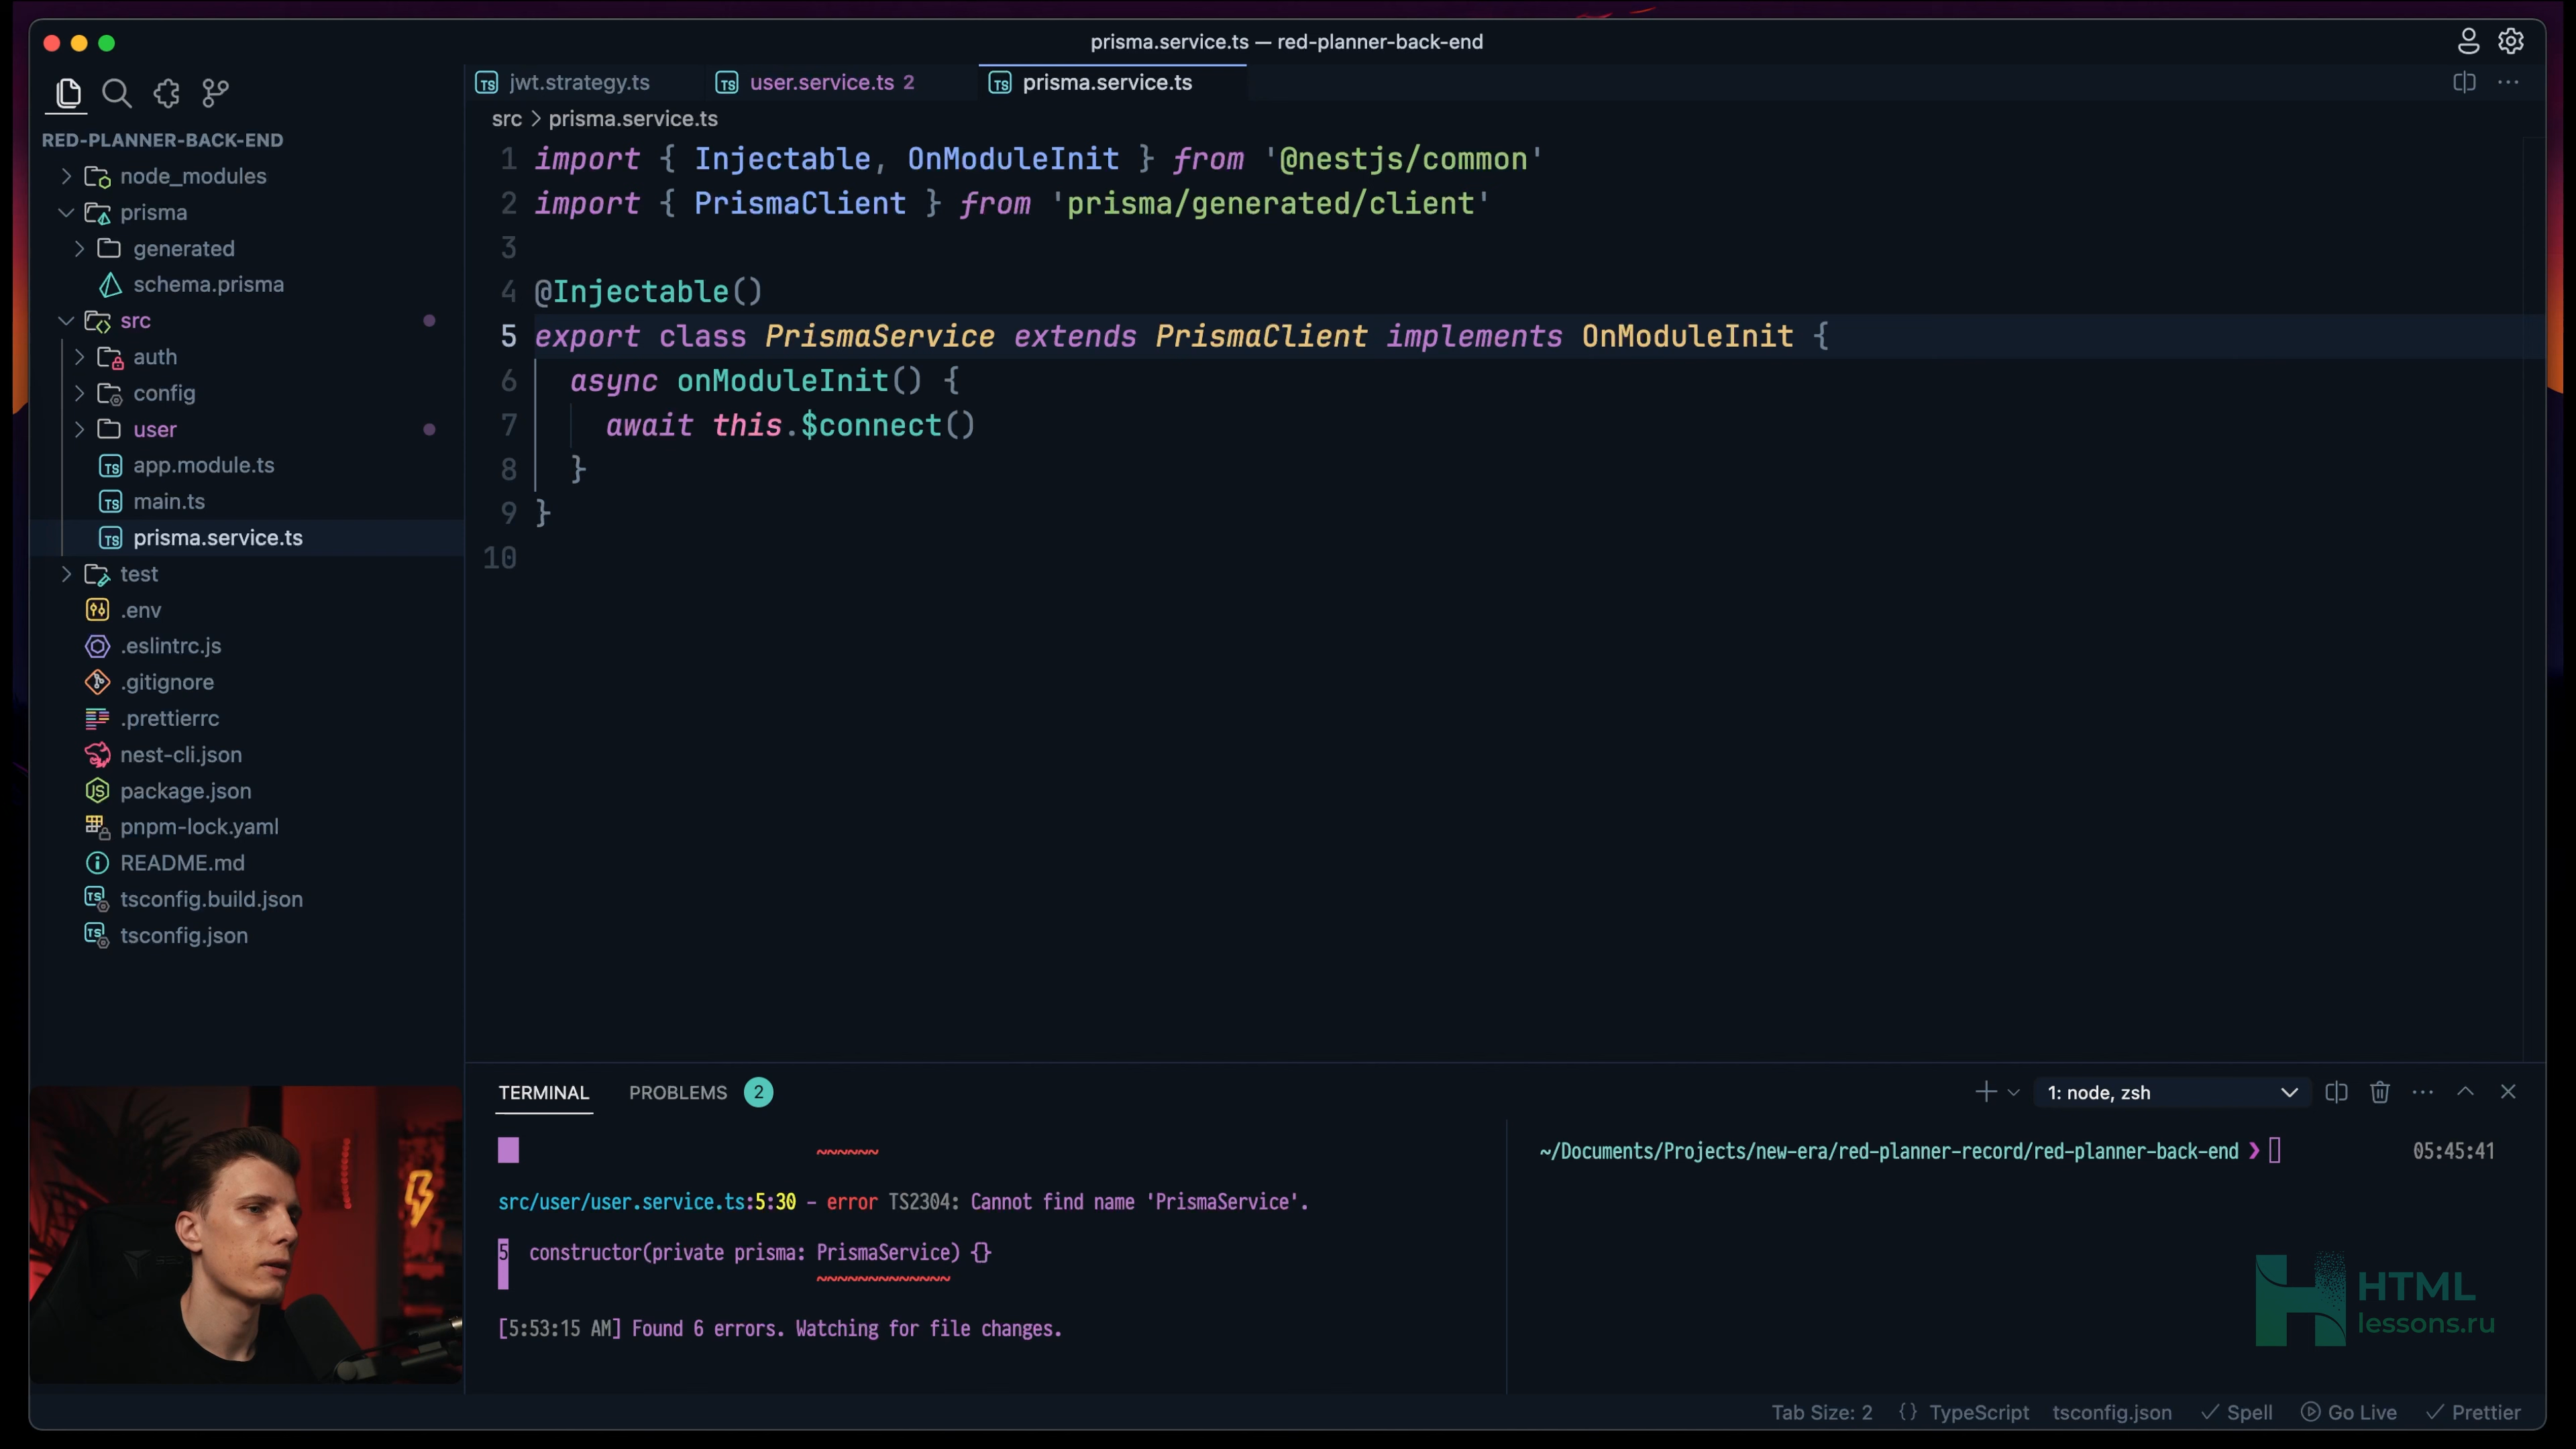 prisma.service.ts — red-planner-back-end
jwt.strategy.ts
user.service.ts 2
prisma.service.ts
RED-PLANNER-BACK-END
node_modules
prisma
generated
schema.prisma
src
auth
config
user
app.module.ts
main.ts
prisma.service.ts
test
.env
.eslintrc.js
.gitignore
.prettierrc
nest-cli.json
package.json
pnpm-lock.yaml
README.md
tsconfig.build.json
tsconfig.json
src > prisma.service.ts
1 import { Injectable, OnModuleInit } from '@nestjs/common'
2 import { PrismaClient } from 'prisma/generated/client'
3
4 @Injectable()
5 export class PrismaService extends PrismaClient implements OnModuleInit {
6 async onModuleInit() {
7 await this.$connect()
8 }
9 }
10
TERMINAL PROBLEMS 2
1: node, zsh
~~~~~~
src/user/user.service.ts:5:30 - error TS2304: Cannot find name 'PrismaService'.
5 constructor(private prisma: PrismaService) {}
~~~~~~~~~~~~~
[5:53:15 AM] Found 6 errors. Watching for file changes.
~/Documents/Projects/new-era/red-planner-record/red-planner-back-end ❯ 05:45:41
HTML
lessons.ru
Tab Size: 2 {} TypeScript tsconfig.json ✓ Spell Go Live ✓ Prettier